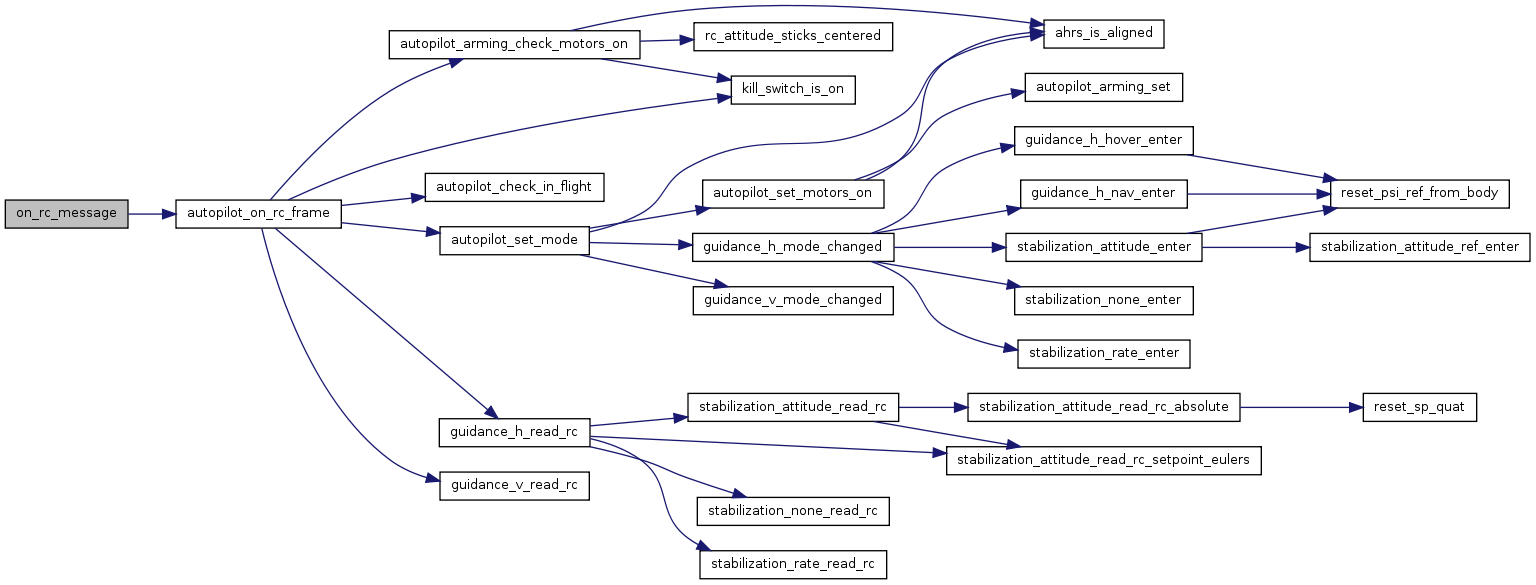 autopilot_arming_check_motors_on
rc_attitude_sticks_centered
ahrs_is_aligned
kill_switch_is_on
autopilot_arming_set
guidance_h_hover_enter
autopilot_check_in_flight
autopilot_set_motors_on
guidance_h_nav_enter
reset_psi_ref_from_body
on_rc_message
autopilot_on_rc_frame
autopilot_set_mode
guidance_h_mode_changed
stabilization_attitude_enter
stabilization_attitude_ref_enter
guidance_v_mode_changed
stabilization_none_enter
stabilization_rate_enter
stabilization_attitude_read_rc
stabilization_attitude_read_rc_absolute
reset_sp_quat
guidance_h_read_rc
stabilization_attitude_read_rc_setpoint_eulers
guidance_v_read_rc
stabilization_none_read_rc
stabilization_rate_read_rc